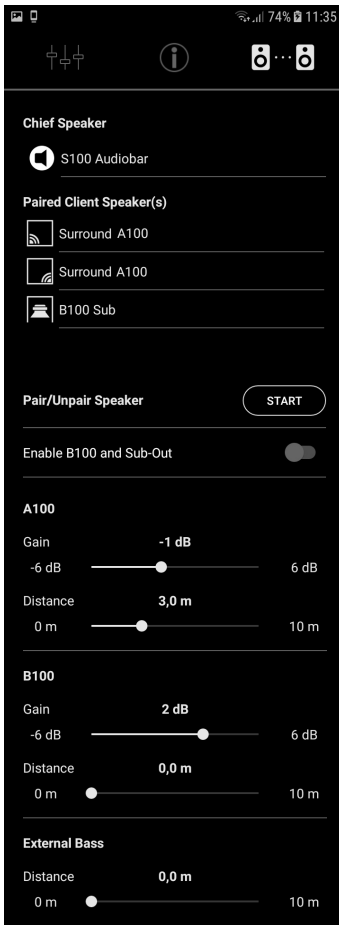 74% 11:35
Chief Speaker
S100 Audiobar
Paired Client Speaker(s)
Surround A100
Surround A100
B100 Sub
Pair/Unpair Speaker START
Enable B100 and Sub-Out
A100
Gain -1 dB
-6 dB 6 dB
Distance 3,0 m
0 m 10 m
B100
Gain 2 dB
-6 dB 6 dB
Distance 0,0 m
0 m 10 m
External Bass
Distance 0,0 m
0 m 10 m